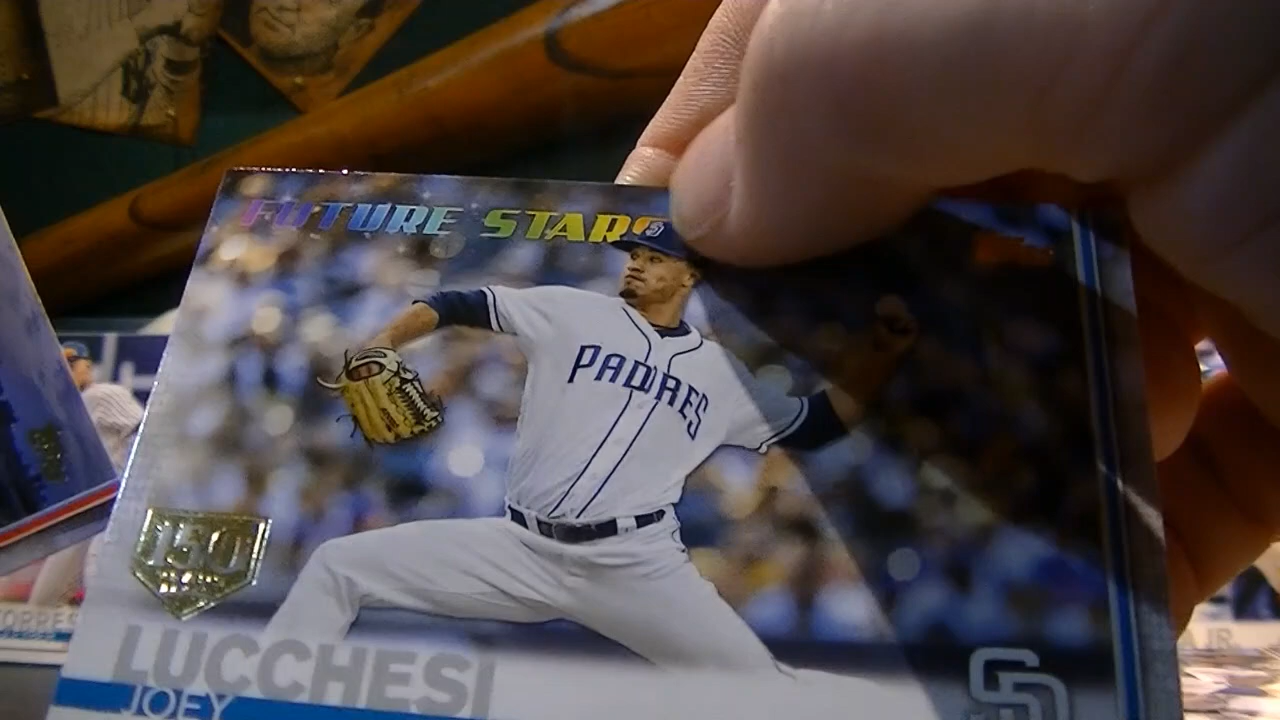 FUTURE STARS
PADRES
150
LUCCHESI
JOEY
SD
TORRES
JR.